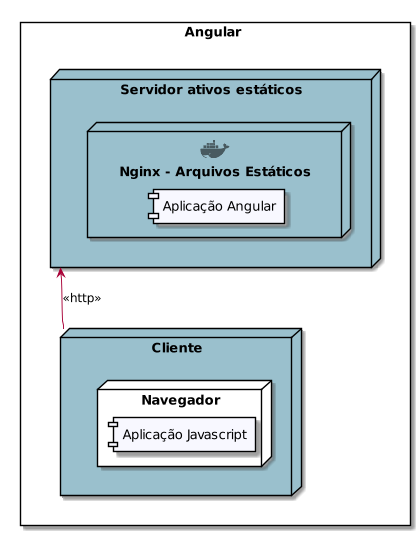 Angular
Servidor ativos estáticos
Nginx - Arquivos Estáticos
Aplicação Angular
«http»
Cliente
Navegador
Aplicação Javascript